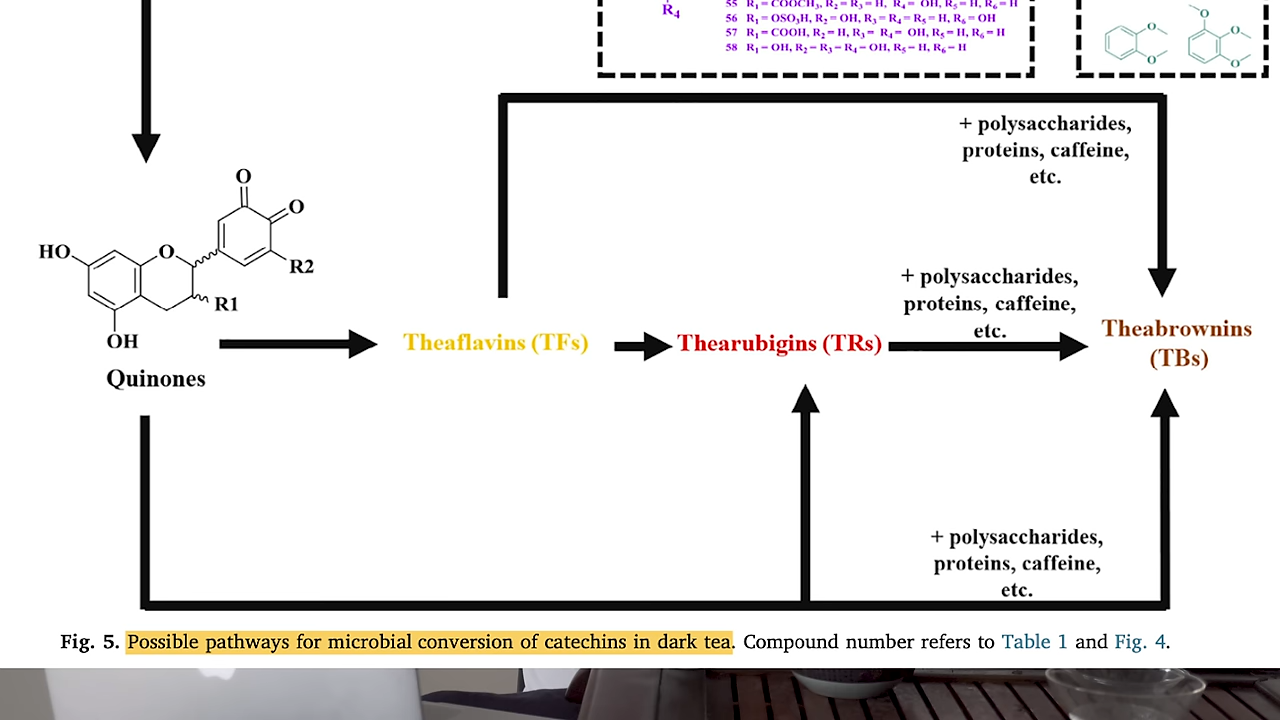 R₄
55 R₁ = COOCH₃, R₂ = R₃ = H, R₄ = OH, R₅ = H, R₆ = H
56 R₁ = OSO₃H, R₂ = OH, R₃ = R₄ = R₅ = H, R₆ = OH
57 R₁ = COOH, R₂ = H, R₃ = R₄ = OH, R₅ = H, R₆ = H
58 R₁ = OH, R₂ = R₃ = R₄ = OH, R₅ = H, R₆ = H
O
O
O
O
O
+ polysaccharides,
proteins, caffeine,
etc.
O
O
HO
O
R2
R1
OH
Quinones
+ polysaccharides,
proteins, caffeine,
etc.
Theaflavins (TFs)
Thearubigins (TRs)
Theabrownins
(TBs)
+ polysaccharides,
proteins, caffeine,
etc.
Fig. 5. Possible pathways for microbial conversion of catechins in dark tea. Compound number refers to Table 1 and Fig. 4.